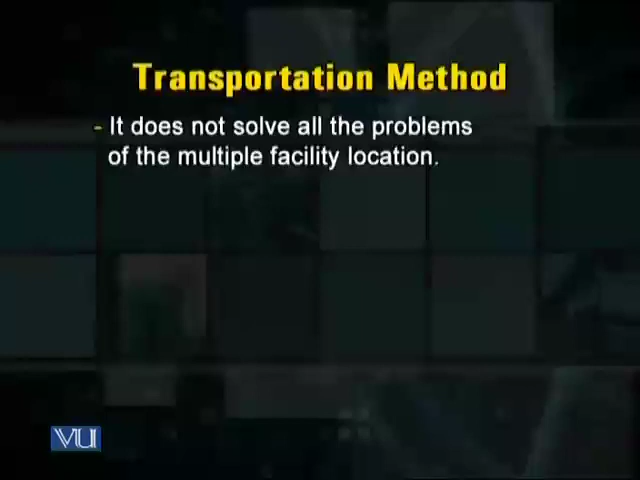 Transportation Method
- It does not solve all the problems
of the multiple facility location.
VU